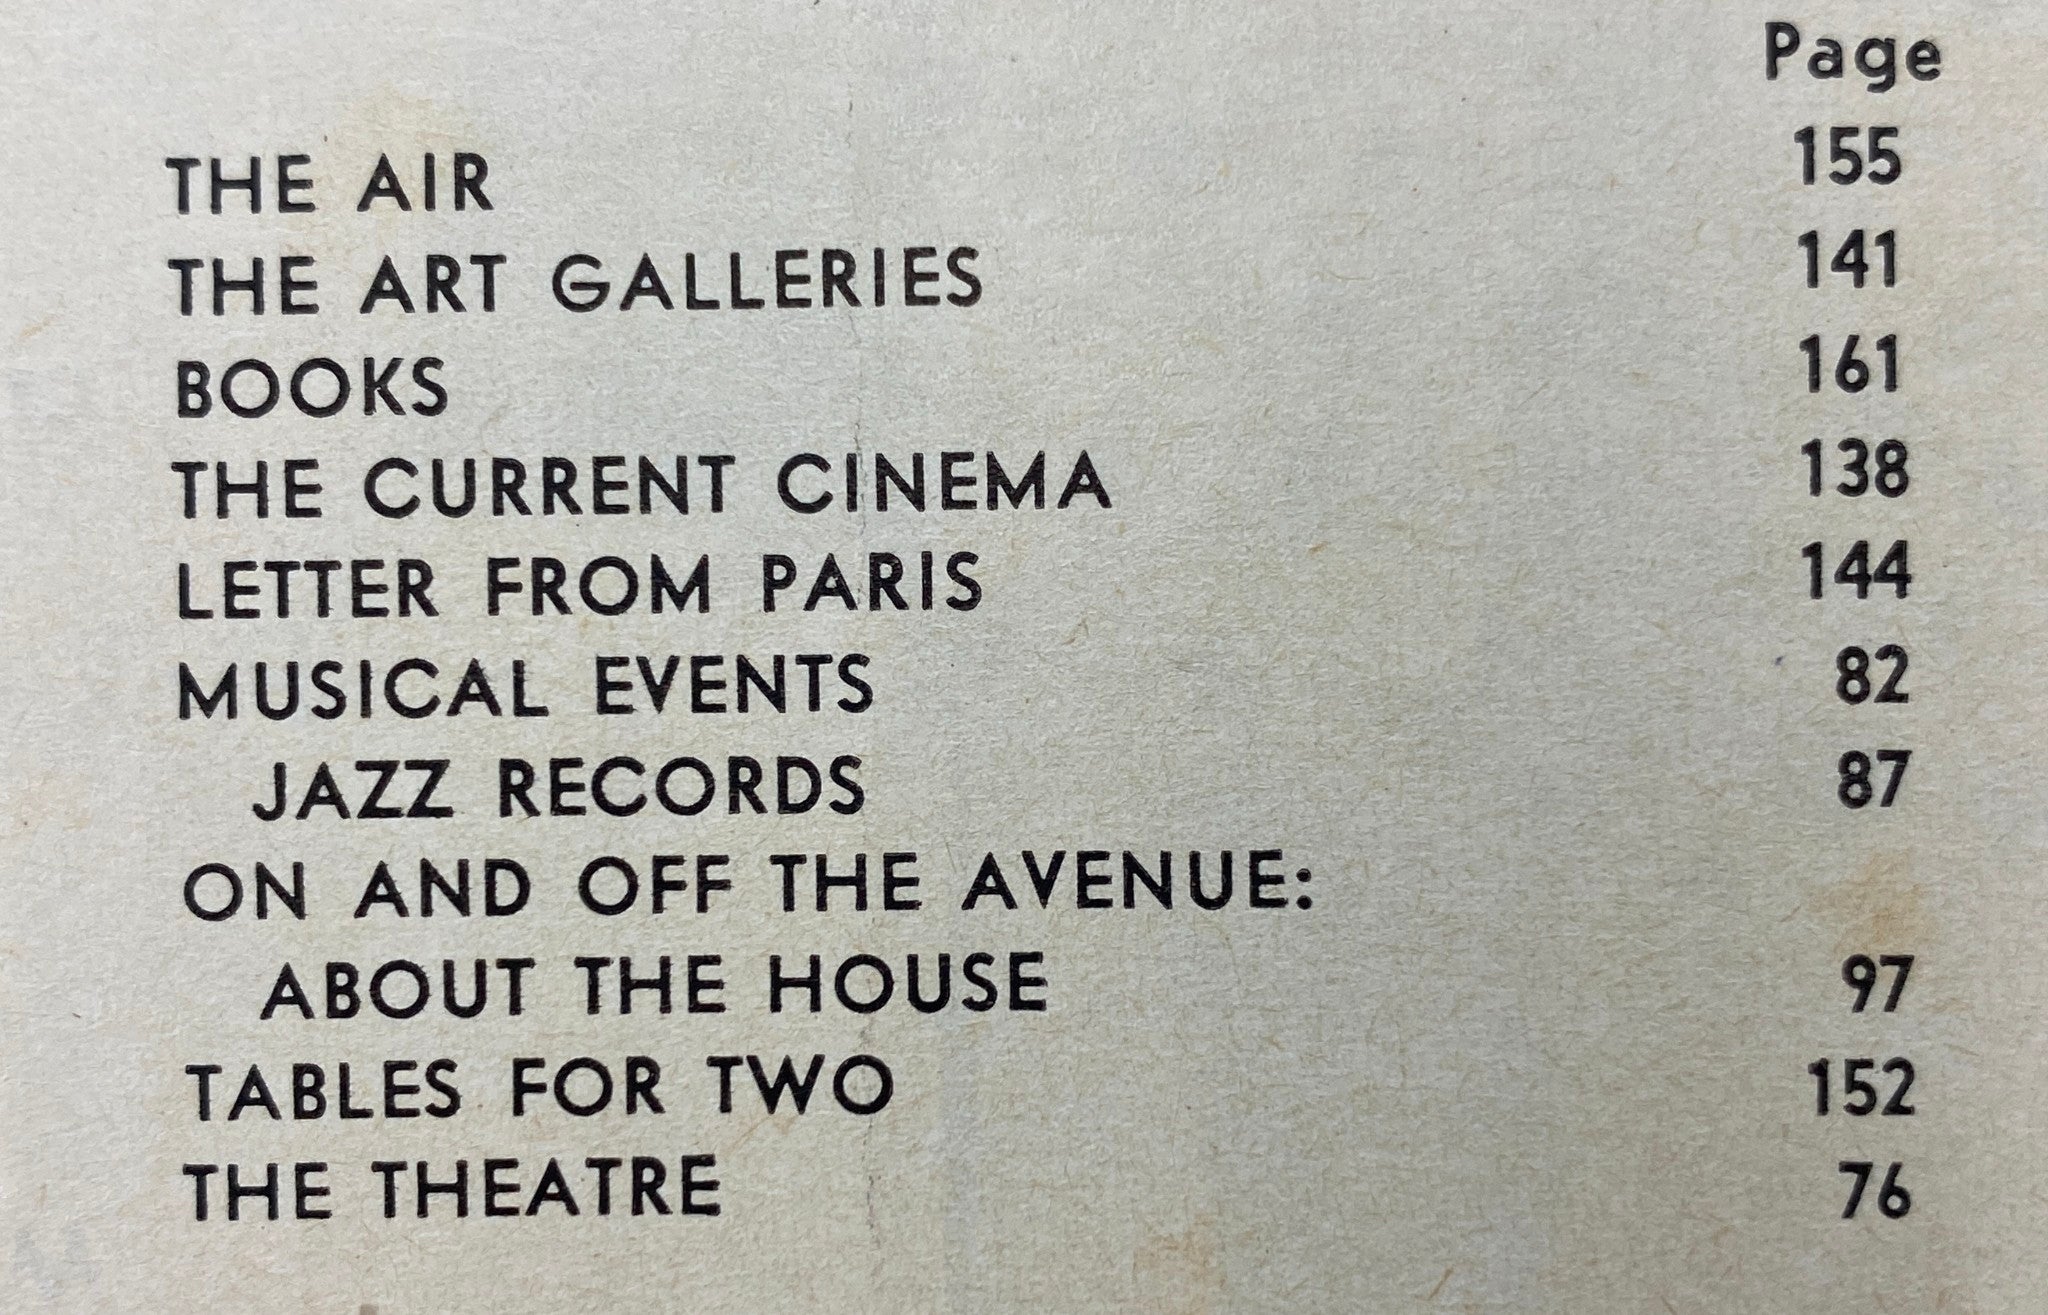 Page
THE AIR 155
THE ART GALLERIES 141
BOOKS 161
THE CURRENT CINEMA 138
LETTER FROM PARIS 144
MUSICAL EVENTS 82
JAZZ RECORDS 87
ON AND OFF THE AVENUE:
ABOUT THE HOUSE 97
TABLES FOR TWO 152
THE THEATRE 76